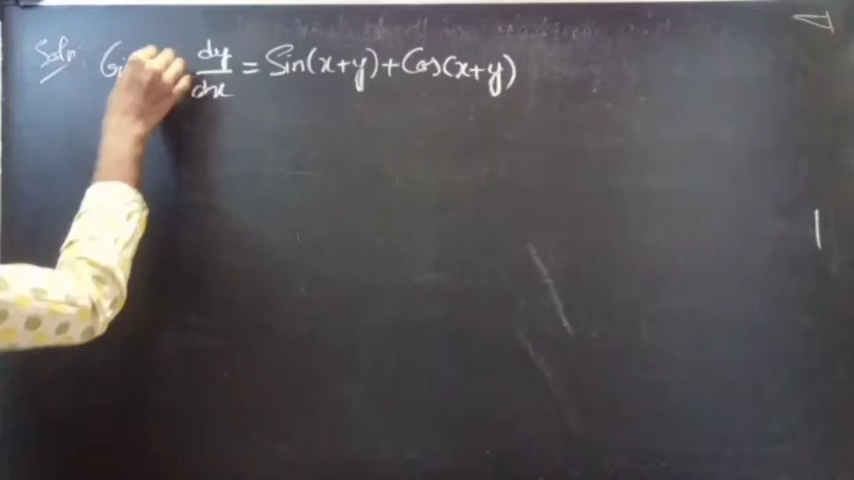 Soln: dy/dx = Sin(x+y)+Cos(x+y)